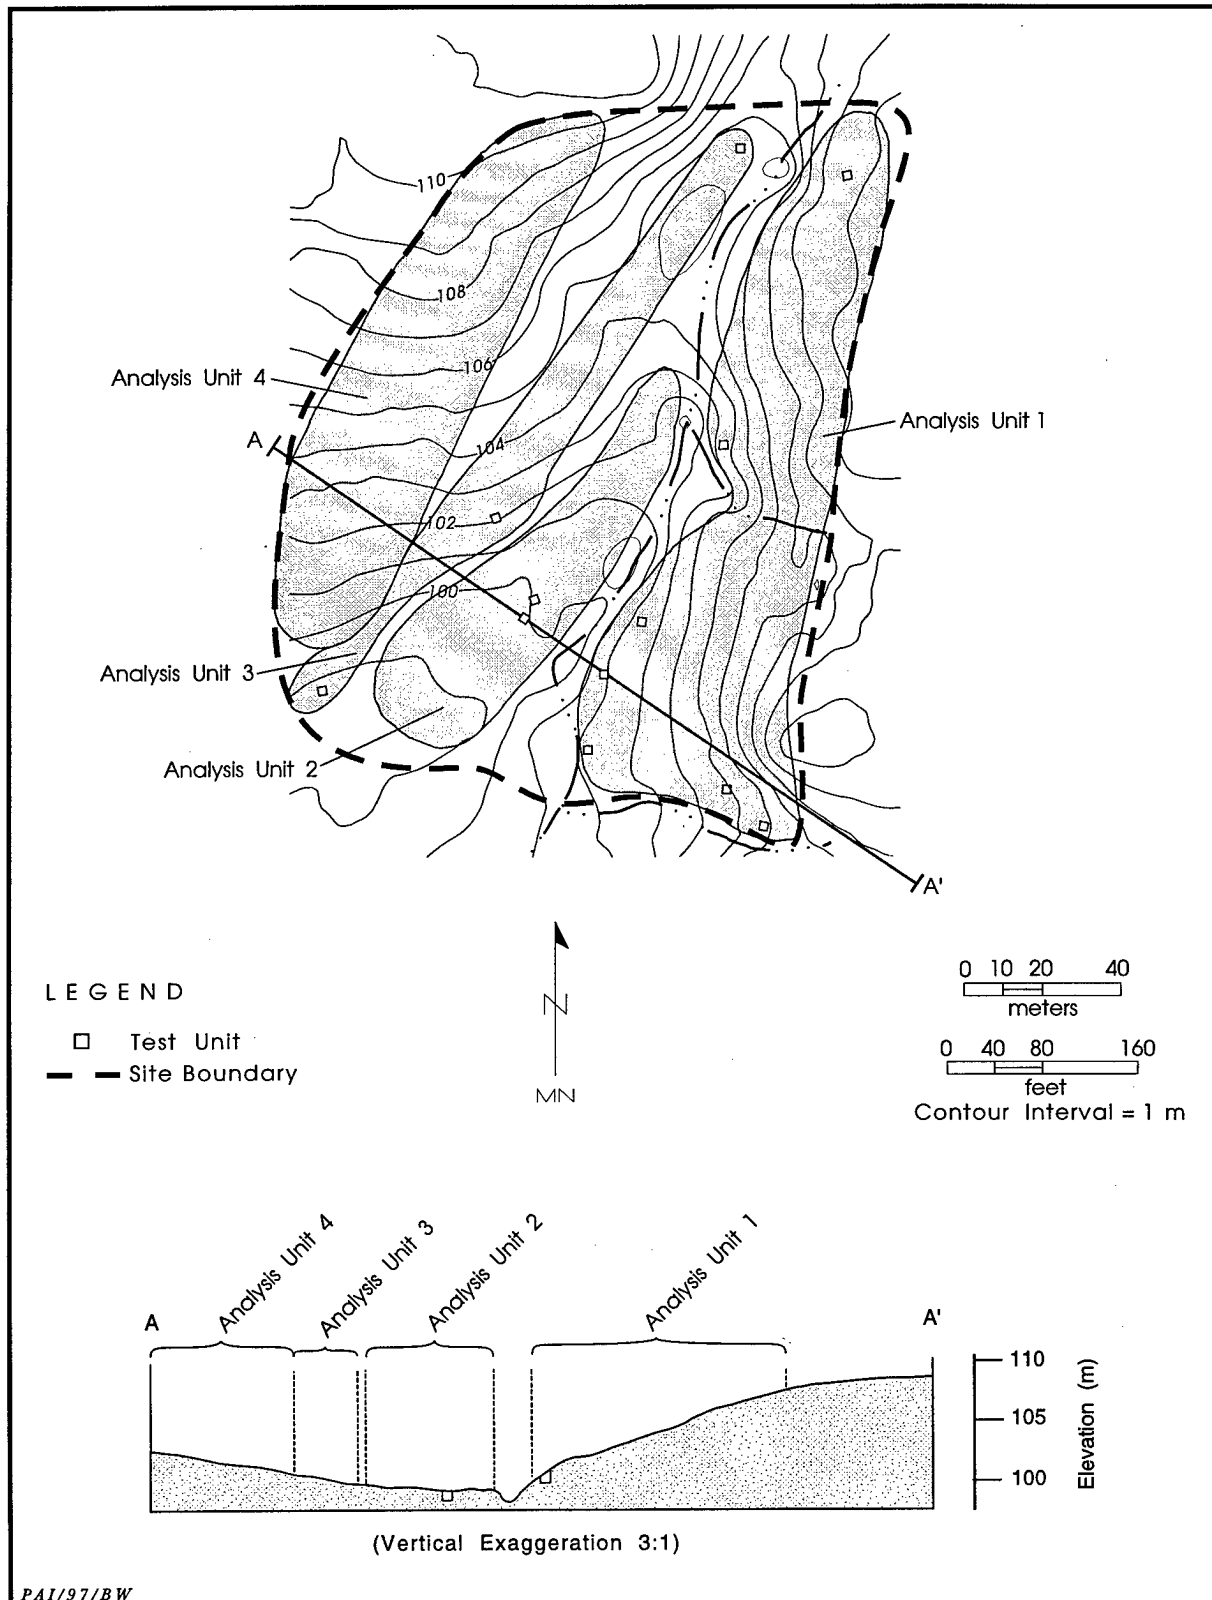 110
108
106
Analysis Unit 4
Analysis Unit 1
A
104
102
100
Analysis Unit 3
Analysis Unit 2
A'
N
MN
LEGEND
Test Unit
Site Boundary
0 10 20 40
meters
0 40 80 160
feet
Contour Interval = 1 m
Analysis Unit 4
Analysis Unit 3
Analysis Unit 2
Analysis Unit 1
A
A'
110
105
100
Elevation (m)
(Vertical Exaggeration 3:1)
PAI/97/BW